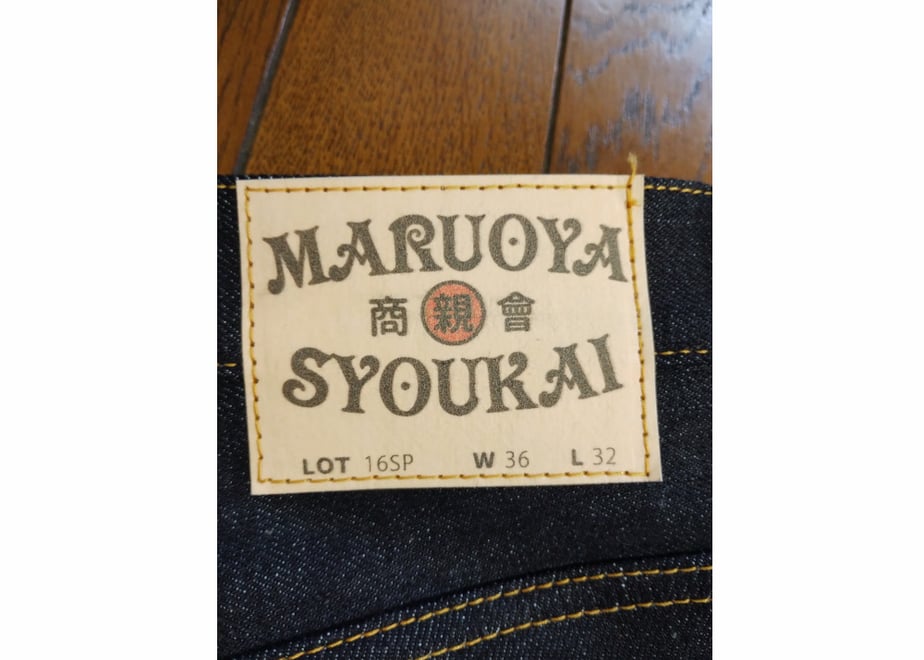 MARUOYA
商親會
SYOUKAI
LOT 16SP W 36 L 32